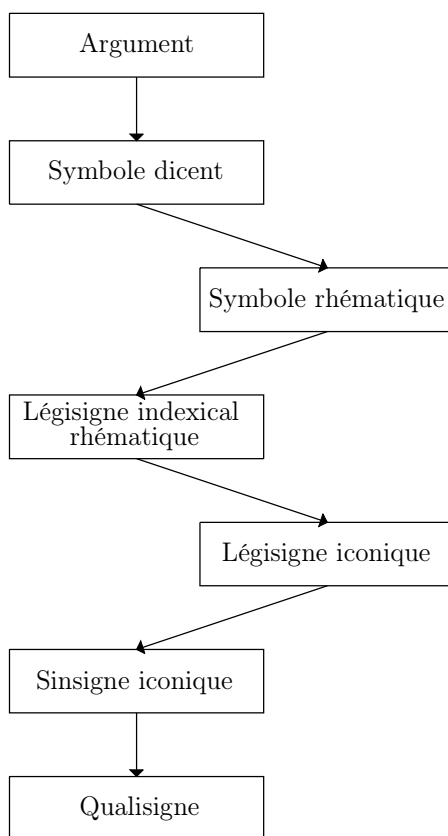 Argument
Symbole dicent
Symbole rhématique
Légisigne indexical
rhématique
Légisigne iconique
Sinsigne iconique
Qualisigne